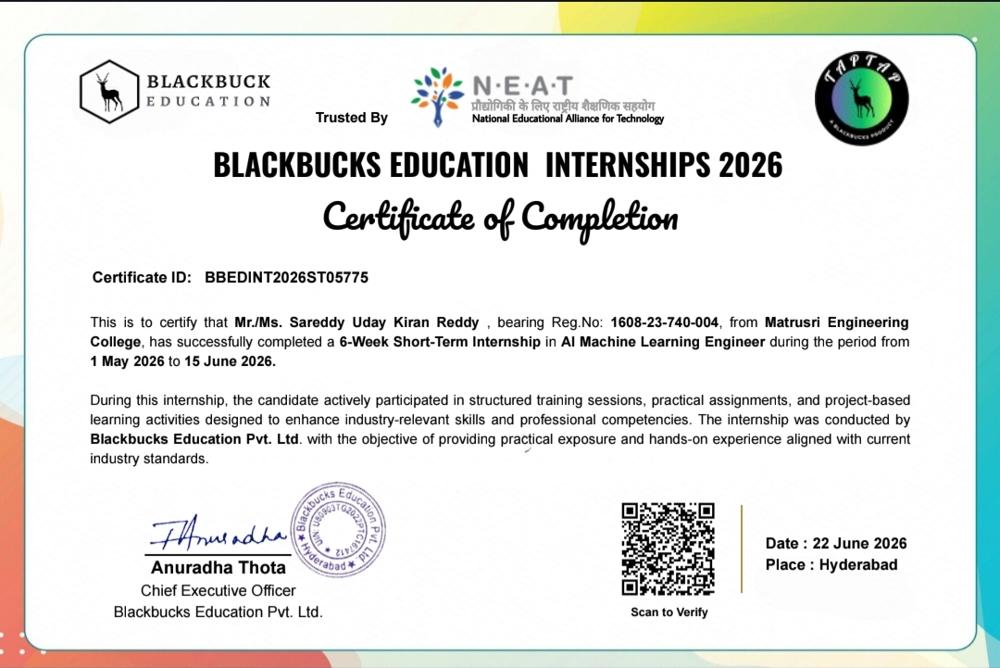 BLACKBUCK
EDUCATION
Trusted By
N·E·A·T
प्रौद्योगिकी के लिए राष्ट्रीय शैक्षणिक सहयोग
National Educational Alliance for Technology
TAPTAP
A BLACKBUCKS PRODUCT
BLACKBUCKS EDUCATION INTERNSHIPS 2026
Certificate of Completion
Certificate ID: BBEDINT2026ST05775
This is to certify that Mr./Ms. Sareddy Uday Kiran Reddy , bearing Reg.No: 1608-23-740-004, from Matrusri Engineering
College, has successfully completed a 6-Week Short-Term Internship in AI Machine Learning Engineer during the period from
1 May 2026 to 15 June 2026.
During this internship, the candidate actively participated in structured training sessions, practical assignments, and project-based
learning activities designed to enhance industry-relevant skills and professional competencies. The internship was conducted by
Blackbucks Education Pvt. Ltd. with the objective of providing practical exposure and hands-on experience aligned with current
industry standards.
Blackbucks Education Pvt. Ltd
Hyderabad
Anuradha Thota
Chief Executive Officer
Blackbucks Education Pvt. Ltd.
Scan to Verify
Date : 22 June 2026
Place : Hyderabad